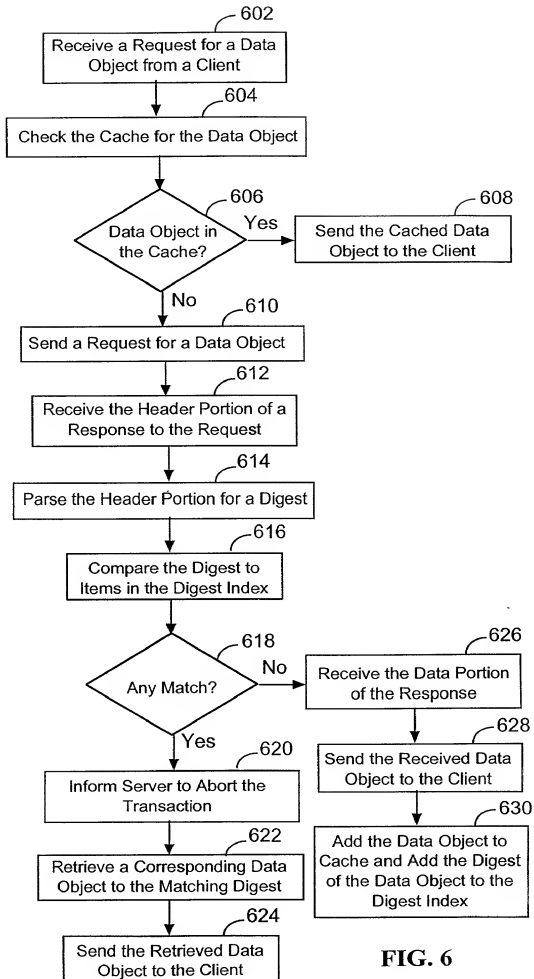 602
Receive a Request for a Data
Object from a Client
604
Check the Cache for the Data Object
606
Data Object in
the Cache?
Yes
608
Send the Cached Data
Object to the Client
No
610
Send a Request for a Data Object
612
Receive the Header Portion of a
Response to the Request
614
Parse the Header Portion for a Digest
616
Compare the Digest to
Items in the Digest Index
618
Any Match?
No
626
Receive the Data Portion
of the Response
Yes
628
Send the Received Data
Object to the Client
620
Inform Server to Abort the
Transaction
630
Add the Data Object to
Cache and Add the Digest
of the Data Object to the
Digest Index
622
Retrieve a Corresponding Data
Object to the Matching Digest
624
Send the Retrieved Data
Object to the Client
FIG. 6